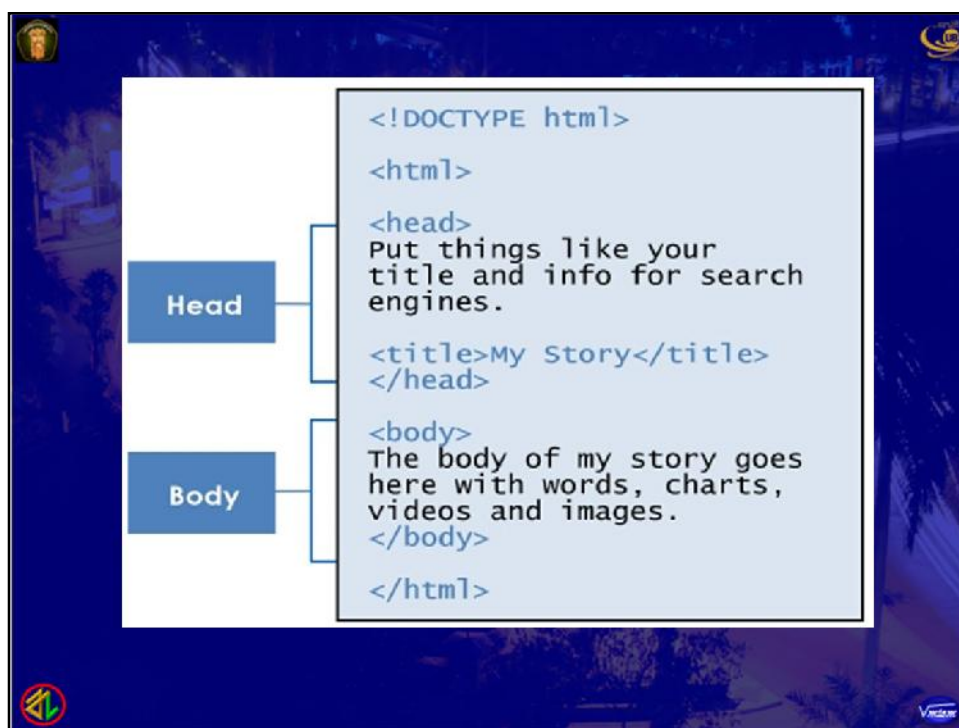 <!DOCTYPE html>
<html>
<head>
Put things like your
title and info for search
engines.
Head
<title>My Story</title>
</head>
<body>
The body of my story goes
here with words, charts,
videos and images.
Body
</body>
</html>
UB